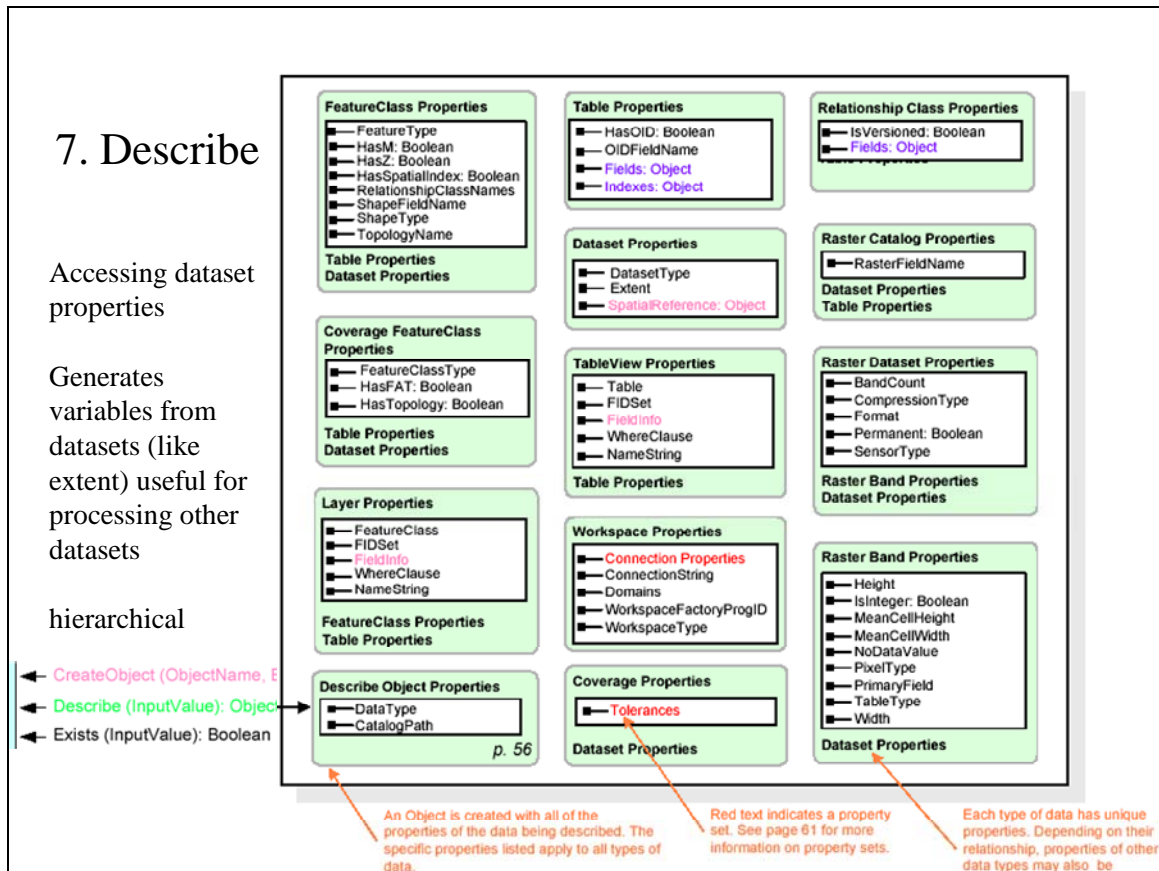 7. Describe
Accessing dataset
properties
Generates
variables from
datasets (like
extent) useful for
processing other
datasets
hierarchical
CreateObject (ObjectName,
Describe (InputValue): Object
Exists (InputValue): Boolean
FeatureClass Properties
FeatureType
HasM: Boolean
HasZ: Boolean
HasSpatialIndex: Boolean
RelationshipClassNames
ShapeFieldName
ShapeType
TopologyName
Table Properties
Dataset Properties
Coverage FeatureClass
Properties
FeatureClassType
HasFAT: Boolean
HasTopology: Boolean
Table Properties
Dataset Properties
Layer Properties
FeatureClass
FIDSet
FieldInfo
WhereClause
NameString
FeatureClass Properties
Table Properties
Describe Object Properties
DataType
CatalogPath
p. 56
Table Properties
HasOID: Boolean
OIDFieldName
Fields: Object
Indexes: Object
Dataset Properties
DatasetType
Extent
SpatialReference: Object
TableView Properties
Table
FIDSet
FieldInfo
WhereClause
NameString
Table Properties
Workspace Properties
Connection Properties
ConnectionString
Domains
WorkspaceFactoryProgID
WorkspaceType
Coverage Properties
Tolerances
Dataset Properties
Relationship Class Properties
IsVersioned: Boolean
Fields: Object
Table Properties
Raster Catalog Properties
RasterFieldName
Dataset Properties
Table Properties
Raster Dataset Properties
BandCount
CompressionType
Format
Permanent: Boolean
SensorType
Raster Band Properties
Dataset Properties
Raster Band Properties
Height
IsInteger: Boolean
MeanCellHeight
MeanCellWidth
NoDataValue
PixelType
PrimaryField
TableType
Width
Dataset Properties
An Object is created with all of the
properties of the data being described. The
specific properties listed apply to all types of
data.
Red text indicates a property
set. See page 61 for more
information on property sets.
Each type of data has unique
properties. Depending on their
relationship, properties of other
data types may also be